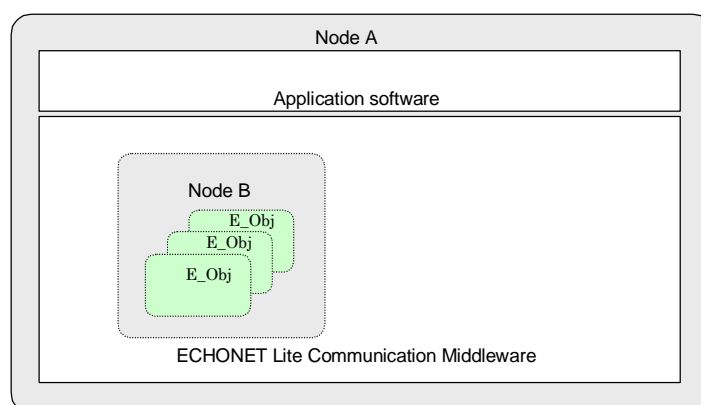 Node A
Application software
Node B
E_Obj
E_Obj
E_Obj
ECHONET Lite Communication Middleware